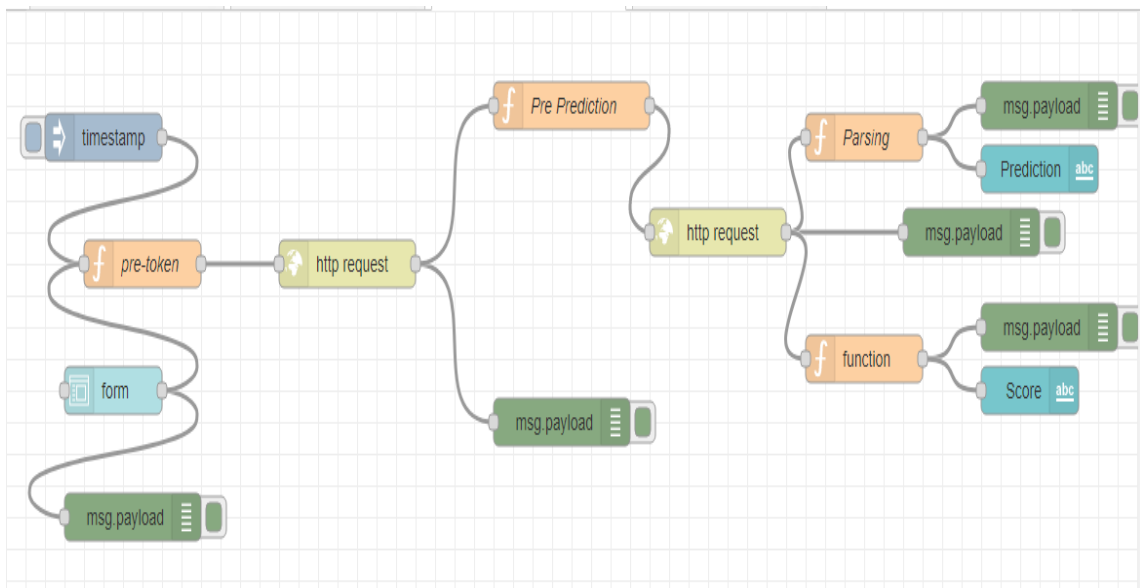 timestamp
pre-token
form
msg.payload
http request
Pre Prediction
msg.payload
http request
Parsing
msg.payload
Prediction abc
msg.payload
function
msg.payload
Score abc